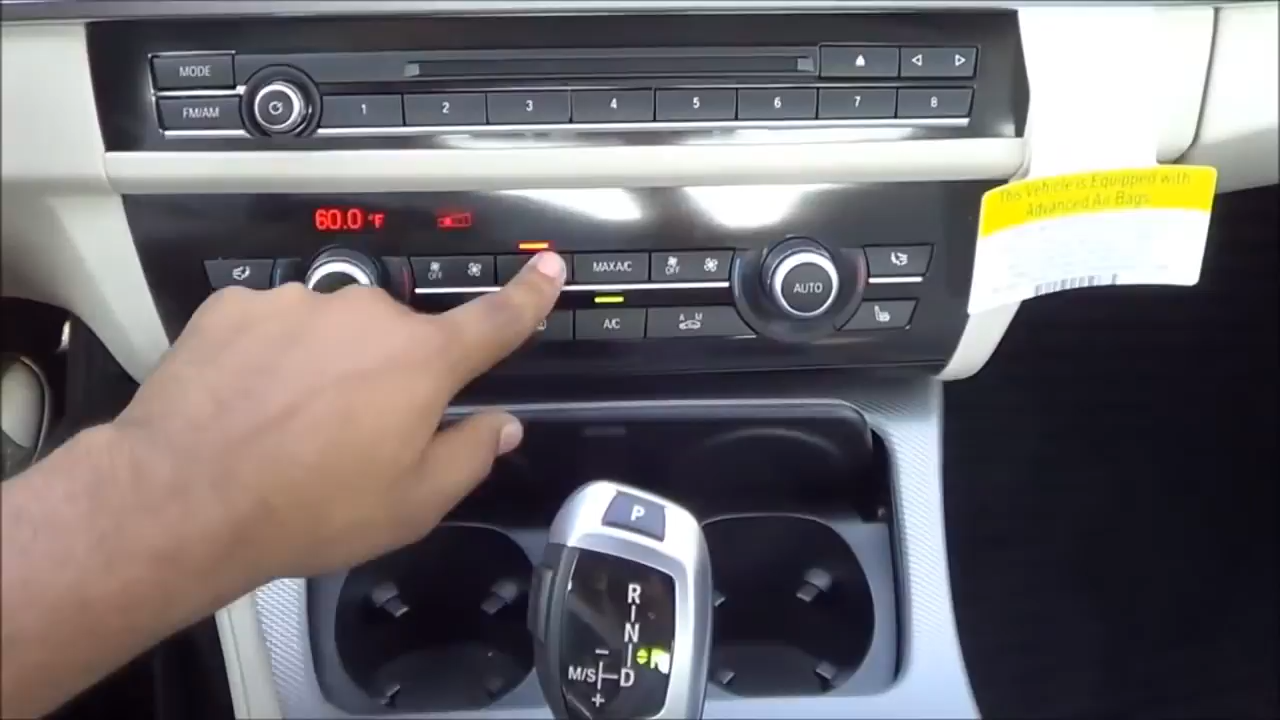 MODE
FM/AM
1 2 3 4 5 6 7 8
60.0 °F
OFF
MAX A/C
OFF
AUTO
A/C
A M
This Vehicle is Equipped with
Advanced Air Bags
P
R
N
M/S D